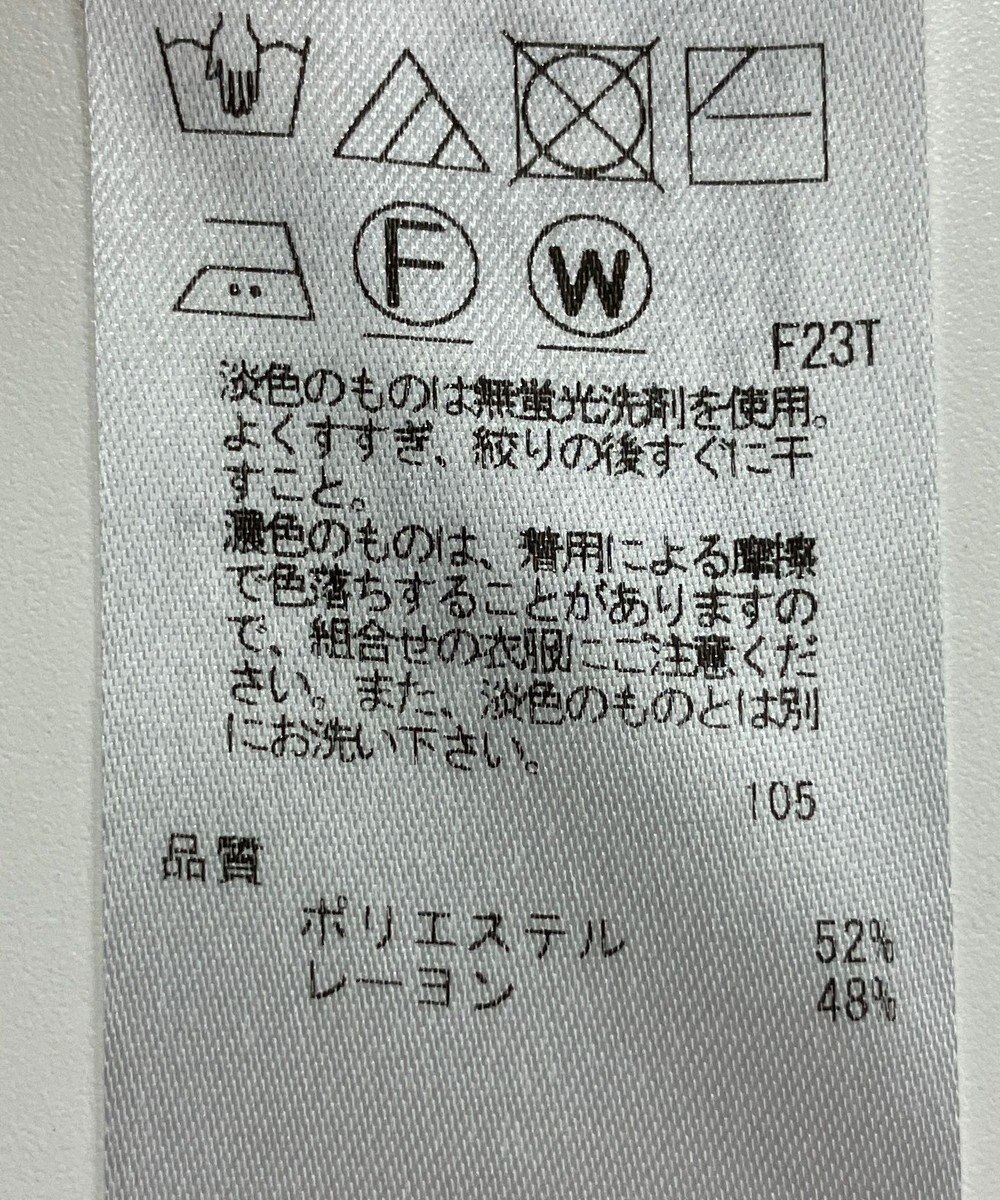 F
W
F23T
淡色のものは無蛍光洗剤を使用。
よくすすぎ、絞りの後すぐに干
すこと。
濃色のものは、着用による摩擦
で色落ちすることがありますの
で、組合せの衣服にご注意くだ
さい。また、淡色のものとは別
にお洗い下さい。
105
品質
ポリエステル 52%
レーヨン 48%